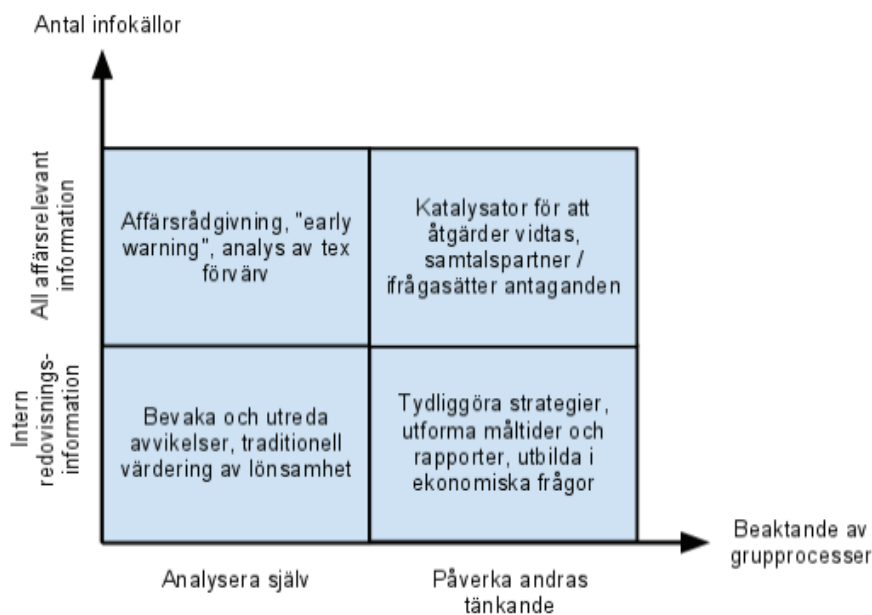 Antal infokällor
All affärsrelevant
information
Affärsrådgivning, "early
warning", analys av tex
förvärv
Katalysator för att
åtgärder vidtas,
samtalspartner /
ifrågasätter antaganden
Intern
redovisnings-
information
Bevaka och utreda
avvikelser, traditionell
värdering av lönsamhet
Tydliggöra strategier,
utforma måltider och
rapporter, utbilda i
ekonomiska frågor
Beaktande av
grupprocesser
Analysera själv
Påverka andras
tänkande